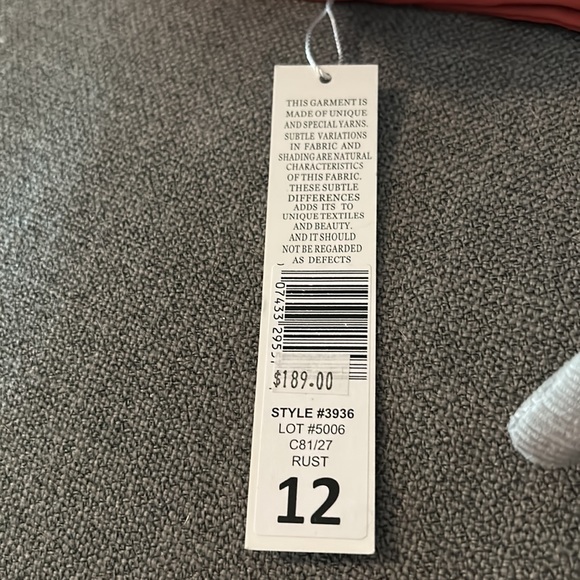 THIS GARMENT IS
MADE OF UNIQUE
AND SPECIAL YARNS.
SUBTLE VARIATIONS
IN FABRIC AND
SHADING ARE NATURAL
CHARACTERISTICS
OF THIS FABRIC.
THESE SUBTLE
DIFFERENCES
ADDS ITS TO
UNIQUE TEXTILES
AND BEAUTY.
AND IT SHOULD
NOT BE REGARDED
AS DEFECTS
$189.00
STYLE #3936
LOT #5006
C81/27
RUST
12